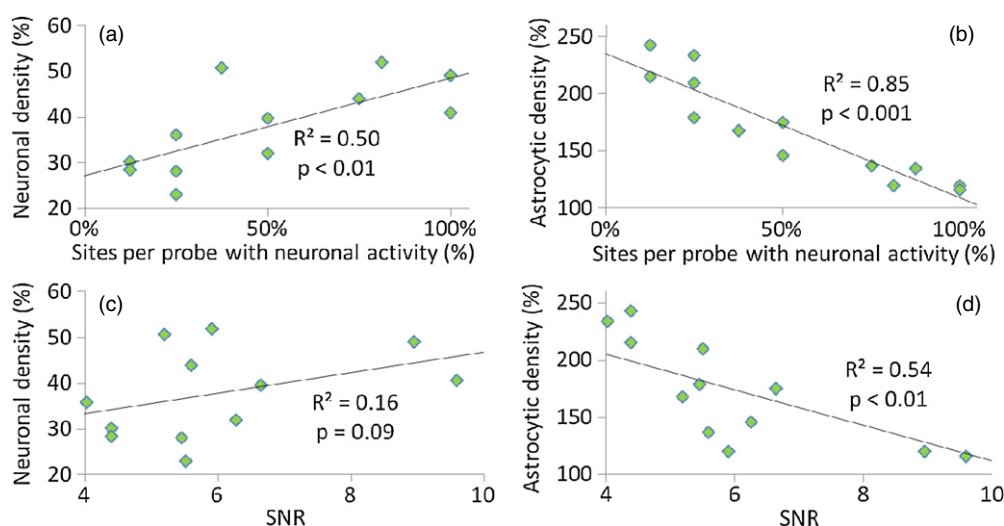 (a)
Neuronal density (%)
60
50
40
30
20
R² = 0.50
p < 0.01
0%
50%
100%
Sites per probe with neuronal activity (%)
(b)
Astrocytic density (%)
250
200
150
100
R² = 0.85
p < 0.001
0%
50%
100%
Sites per probe with neuronal activity (%)
(c)
Neuronal density (%)
60
50
40
30
20
R² = 0.16
p = 0.09
4
6
8
10
SNR
(d)
Astrocytic density (%)
250
200
150
100
R² = 0.54
p < 0.01
4
6
8
10
SNR